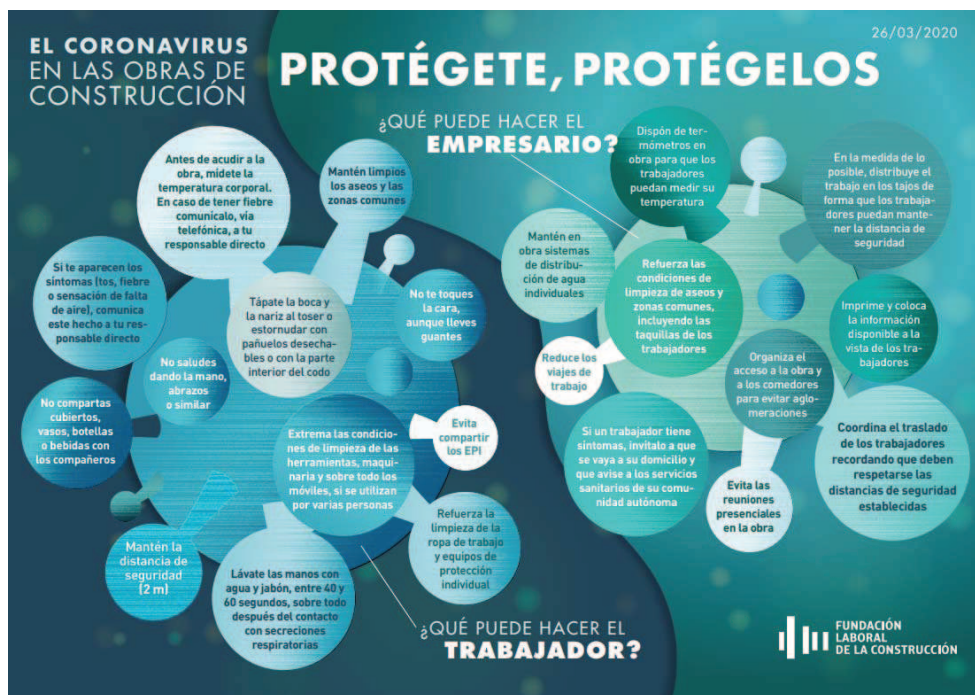 26/03/2020
EL CORONAVIRUS
EN LAS OBRAS DE
CONSTRUCCIÓN
PROTÉGETE, PROTÉGELOS
¿QUÉ PUEDE HACER EL
EMPRESARIO?
Antes de acudir a la
obra, mídete la
temperatura corporal.
En caso de tener fiebre
comunícalo, vía
telefónica, a tu
responsable directo
Mantén limpios
los aseos y las
zonas comunes
Si te aparecen los
síntomas (tos, fiebre
o sensación de falta
de aire), comunica
este hecho a tu res-
ponsable directo
Tápate la boca y
la nariz al toser o
estornudar con
pañuelos desecha-
bles o con la parte
interior del codo
No te toques
la cara,
aunque lleves
guantes
No saludes
dando la mano,
abrazos
o similar
No compartas
cubiertos,
vasos, botellas
o bebidas con
los compañeros
Extrema las condicio-
nes de limpieza de las
herramientas, maqui-
naria y sobre todo los
móviles, si se utilizan
por varias personas
Evita
compartir
los EPI
Mantén la
distancia de
seguridad
(2 m)
Lávate las manos con
agua y jabón, entre 40 y
60 segundos, sobre todo
después del contacto
con secreciones
respiratorias
Refuerza la
limpieza de la
ropa de trabajo
y equipos de
protección
individual
¿QUÉ PUEDE HACER EL
TRABAJADOR?
Dispón de ter-
mómetros en
obra para que los
trabajadores
puedan medir su
temperatura
En la medida de lo
posible, distribuye el
trabajo en los tajos de
forma que los trabaja-
dores puedan mante-
ner la distancia de
seguridad
Mantén en
obra sistemas
de distribu-
ción de agua
individuales
Refuerza las
condiciones de
limpieza de aseos y
zonas comunes,
incluyendo las
taquillas de los
trabajadores
Imprime y coloca
la información
disponible a la
vista de los tra-
bajadores
Reduce los
viajes de
trabajo
Organiza el
acceso a la obra y
a los comedores
para evitar aglo-
meraciones
Si un trabajador tiene
síntomas, invítalo a que
se vaya a su domicilio y
que avise a los servicios
sanitarios de su comu-
nidad autónoma
Evita las
reuniones
presenciales
en la obra
Coordina el traslado
de los trabajadores
recordando que deben
respetarse las
distancias de seguridad
establecidas
FUNDACIÓN
LABORAL
DE LA CONSTRUCCIÓN